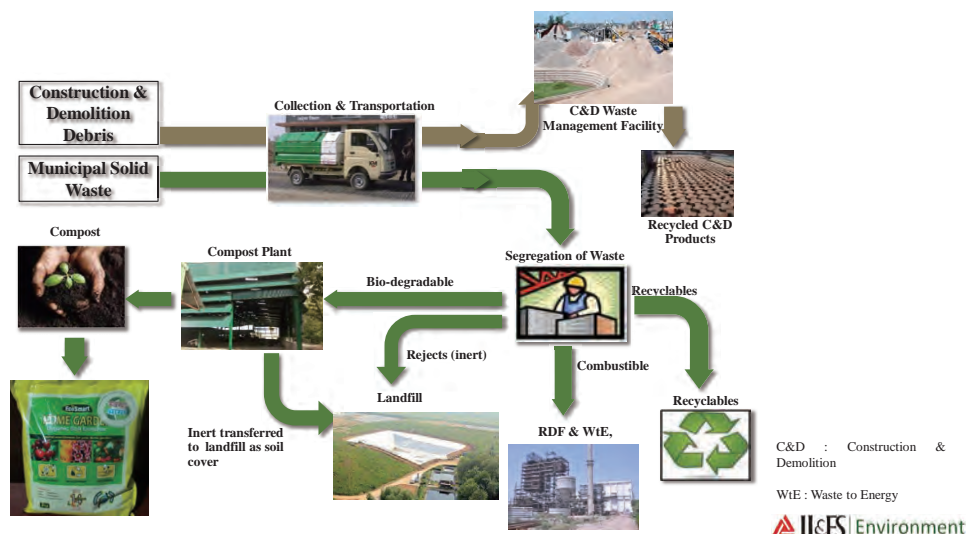 Construction &
Demolition
Debris
Municipal Solid
Waste
Collection & Transportation
C&D Waste
Management Facility
Recycled C&D
Products
Compost
Compost Plant
Segregation of Waste
Bio-degradable
Recyclables
Rejects (inert)
Combustible
Landfill
Recyclables
RDF & WtE,
Inert transferred
to landfill as soil
cover
HOME GARDEN
C&D : Construction &
Demolition
WtE : Waste to Energy
IL&FS Environment